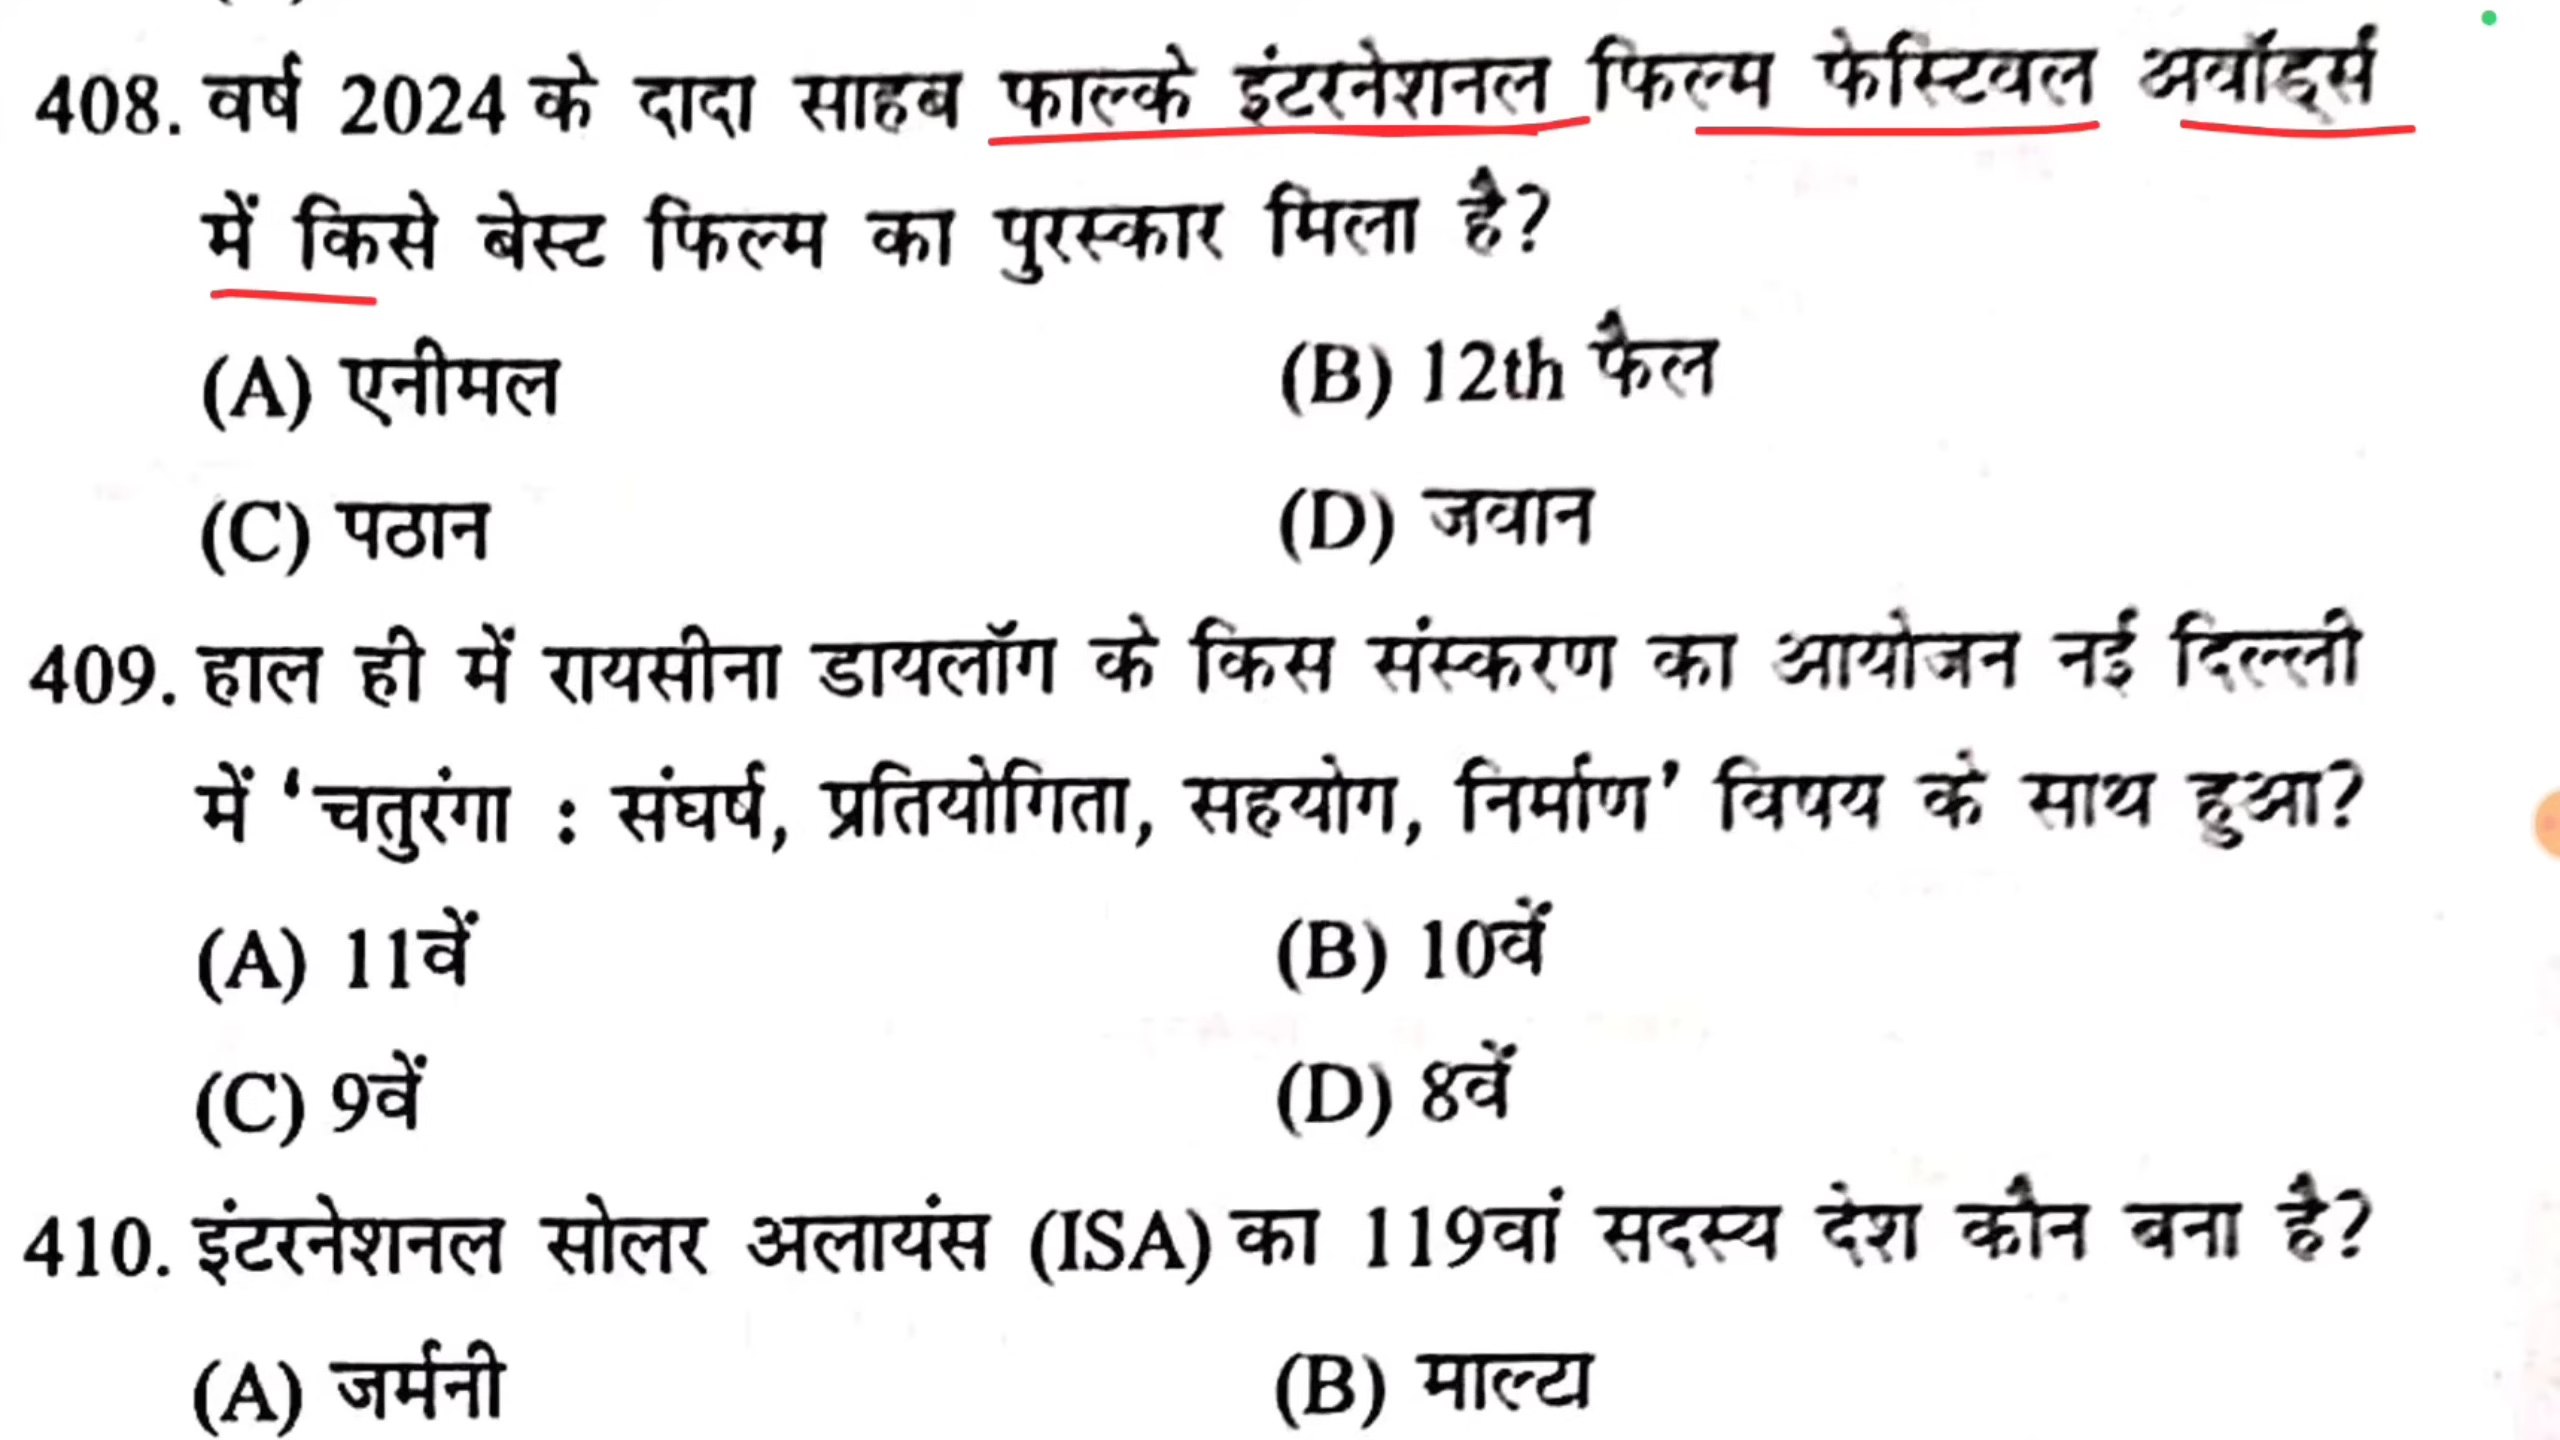 408. वर्ष 2024 के दादा साहब फाल्के इंटरनेशनल फिल्म फेस्टिवल अवॉर्ड्स
में किसे बेस्ट फिल्म का पुरस्कार मिला है?
(A) एनीमल (B) 12th फैल
(C) पठान (D) जवान
409. हाल ही में रायसीना डायलॉग के किस संस्करण का आयोजन नई दिल्ली
में ‘चतुरंगा : संघर्ष, प्रतियोगिता, सहयोग, निर्माण’ विषय के साथ हुआ?
(A) 11वें (B) 10वें
(C) 9वें (D) 8वें
410. इंटरनेशनल सोलर अलायंस (ISA) का 119वां सदस्य देश कौन बना है?
(A) जर्मनी (B) माल्टा